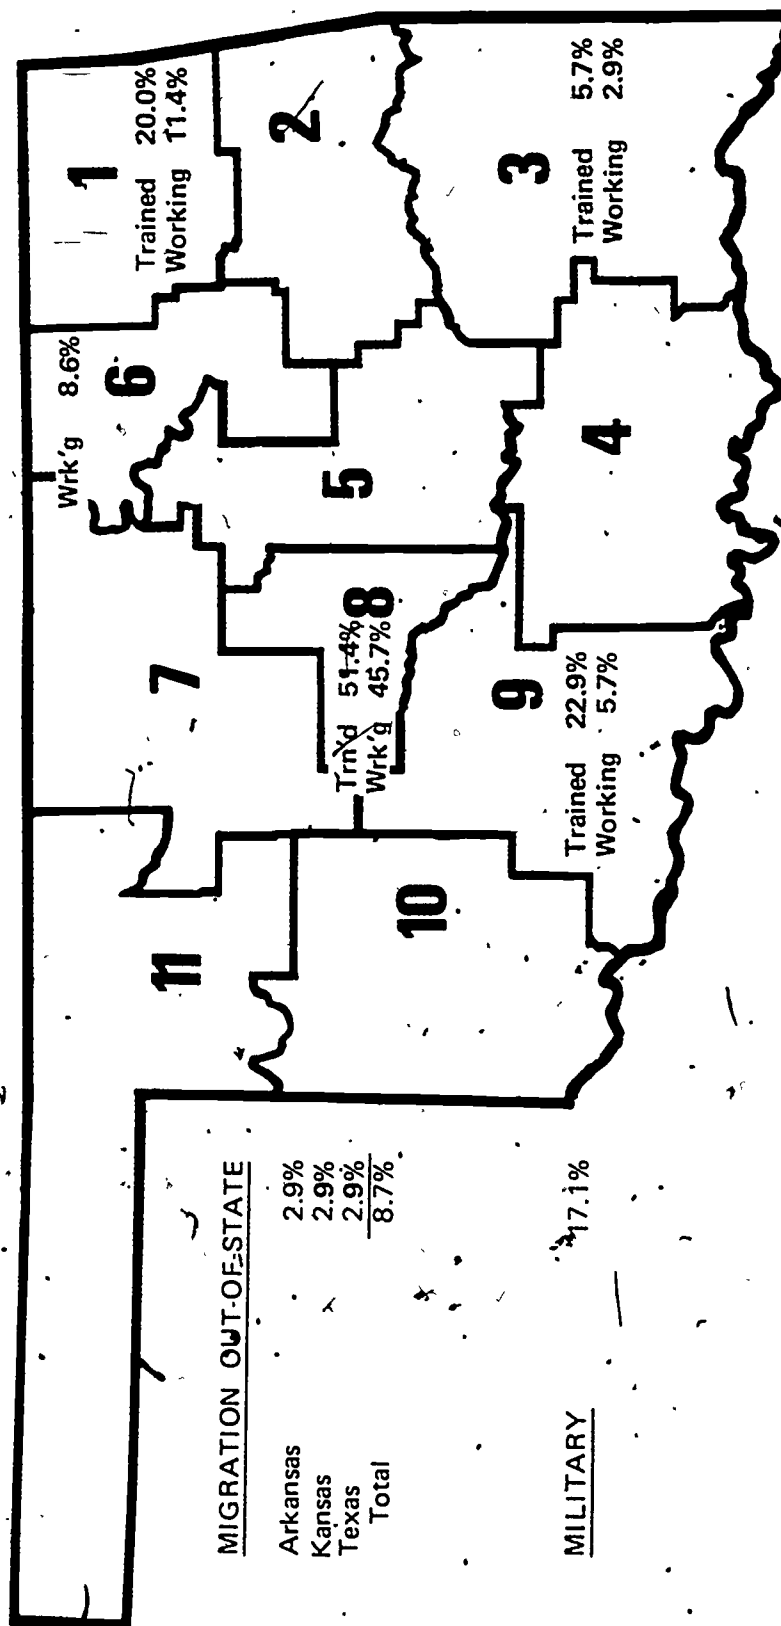 1
Trained 20.0%
Working 11.4%
2
3
Trained 5.7%
Working 2.9%
6
Wrk'g 8.6%
5
4
7
8
Trn'd 51.4%
Wrk'g 45.7%
9
Trained 22.9%
Working 5.7%
11
10
MIGRATION OUT-OF-STATE
Arkansas 2.9%
Kansas 2.9%
Texas 2.9%
Total 8.7%
MILITARY 17.1%